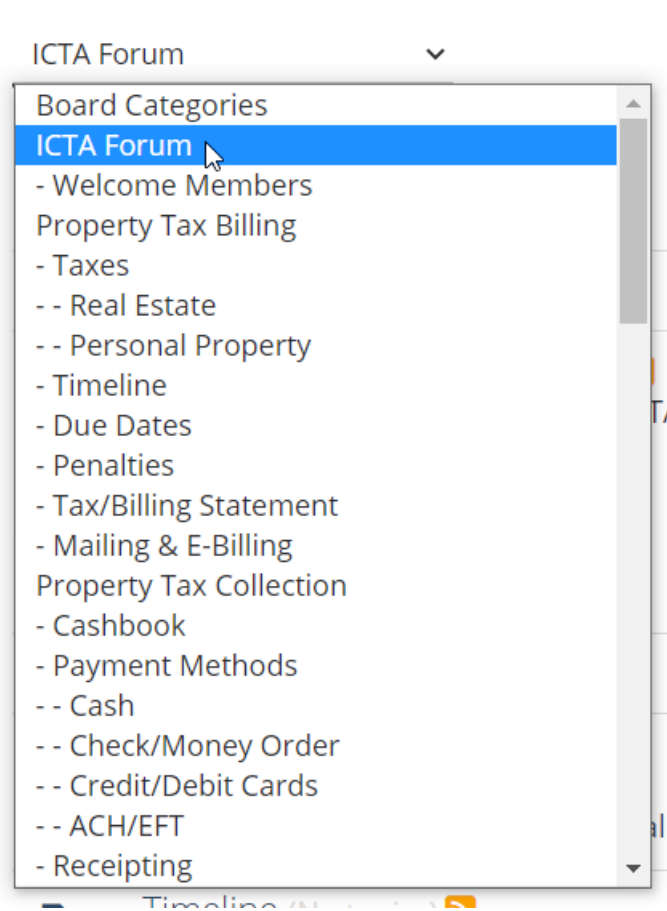 ICTA Forum
Board Categories
ICTA Forum
- Welcome Members
Property Tax Billing
- Taxes
- - Real Estate
- - Personal Property
- Timeline
- Due Dates
- Penalties
- Tax/Billing Statement
- Mailing & E-Billing
Property Tax Collection
- Cashbook
- Payment Methods
- - Cash
- - Check/Money Order
- - Credit/Debit Cards
- - ACH/EFT
- Receipting
Timeline